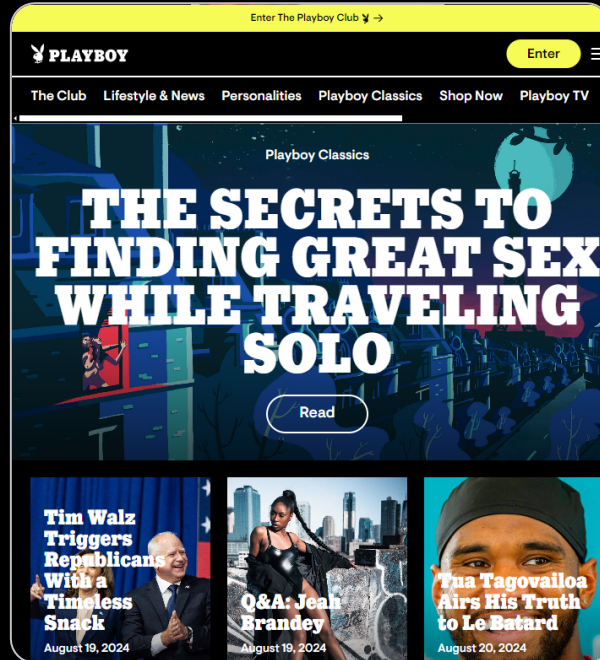 Enter The Playboy Club →
PLAYBOY
Enter
The Club Lifestyle & News Personalities Playboy Classics Shop Now Playboy TV
Playboy Classics
THE SECRETS TO
FINDING GREAT SEX
WHILE TRAVELING
SOLO
Read
Tim Walz
Triggers
Republicans
With a
Timeless
Snack
August 19, 2024
Q&A: Jeah
Brandey
August 19, 2024
Tua Tagovailoa
Airs His Truth
to Le Batard
August 20, 2024